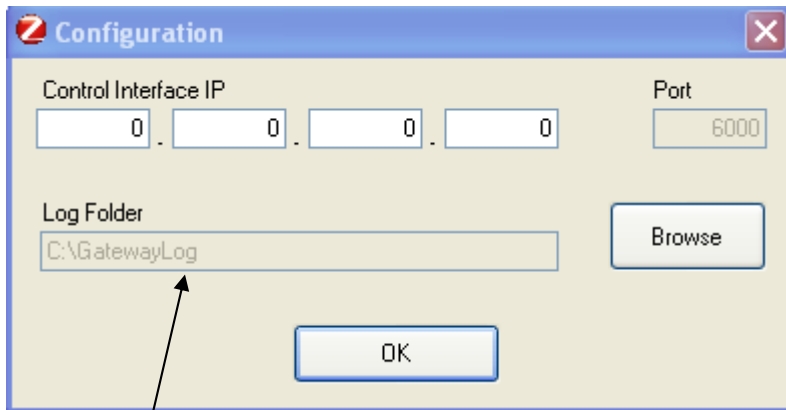 Configuration
Control Interface IP Port
0 . 0 . 0 . 0 6000
Log Folder
C:\GatewayLog Browse
OK